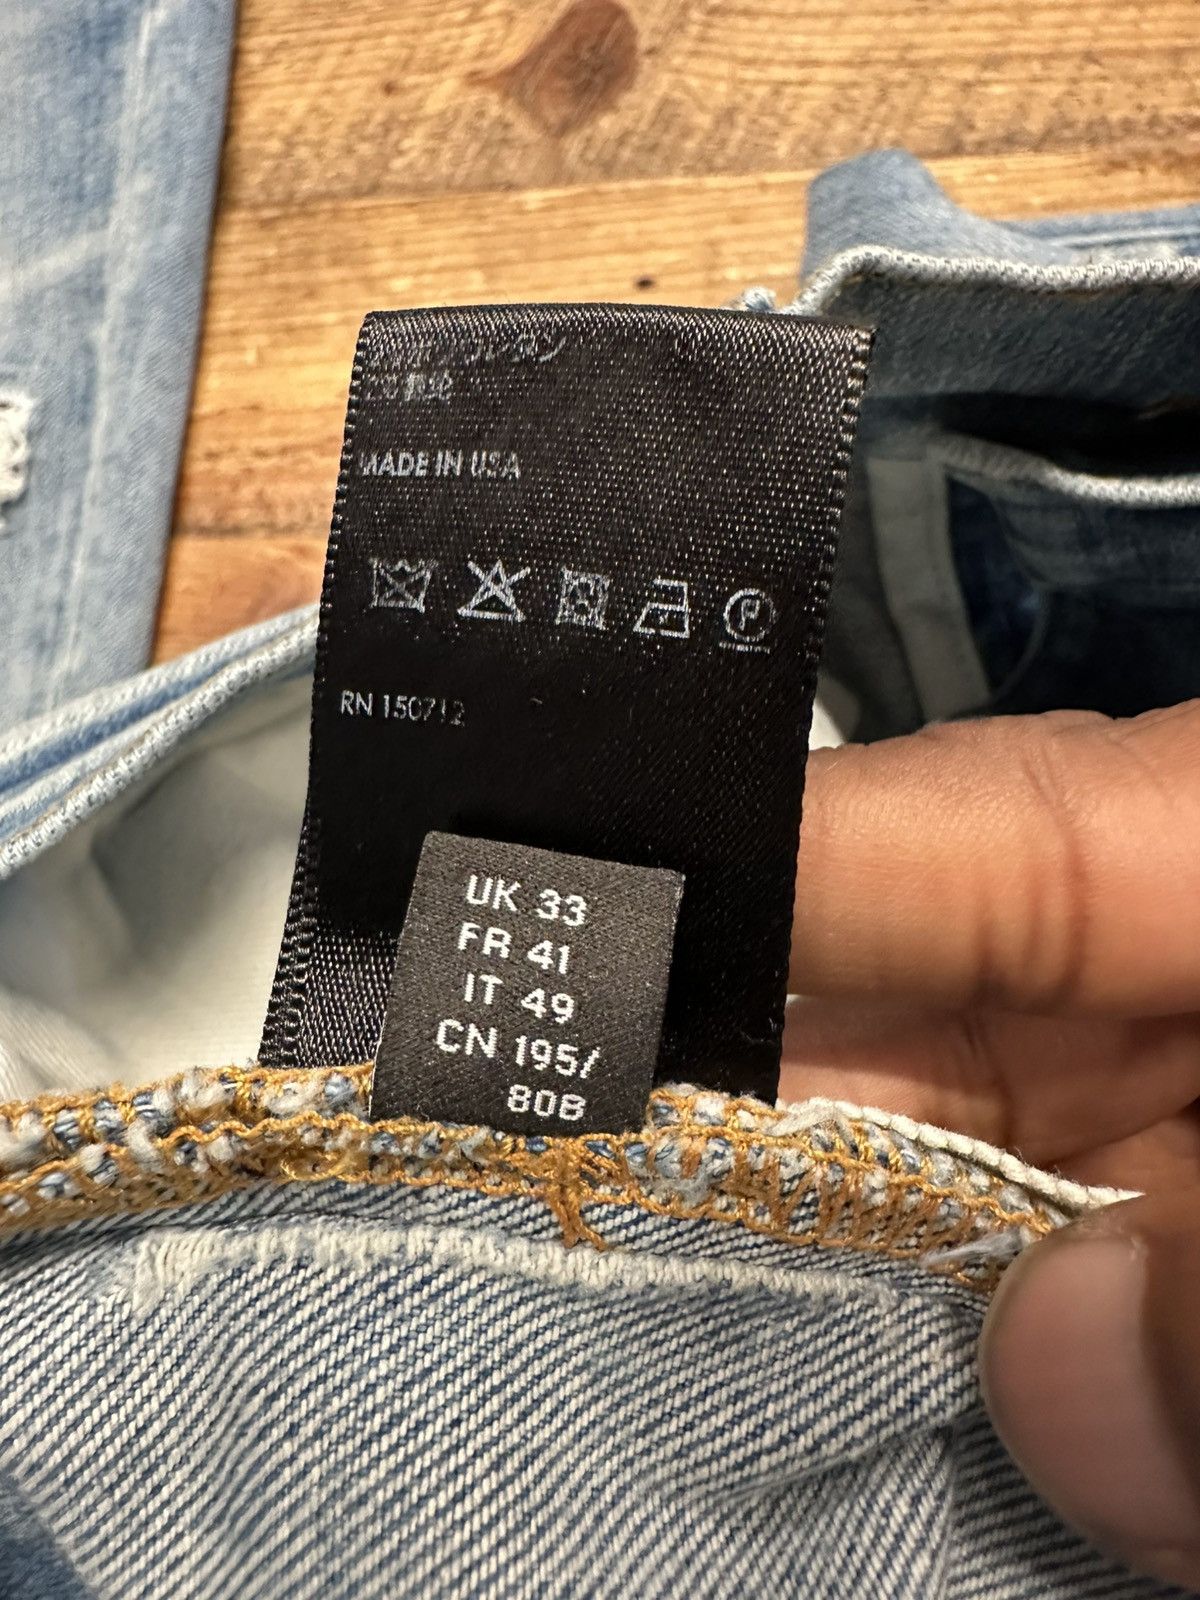 MADE IN USA
RN 150712
UK 33
FR 41
IT 49
CN 195/
80B